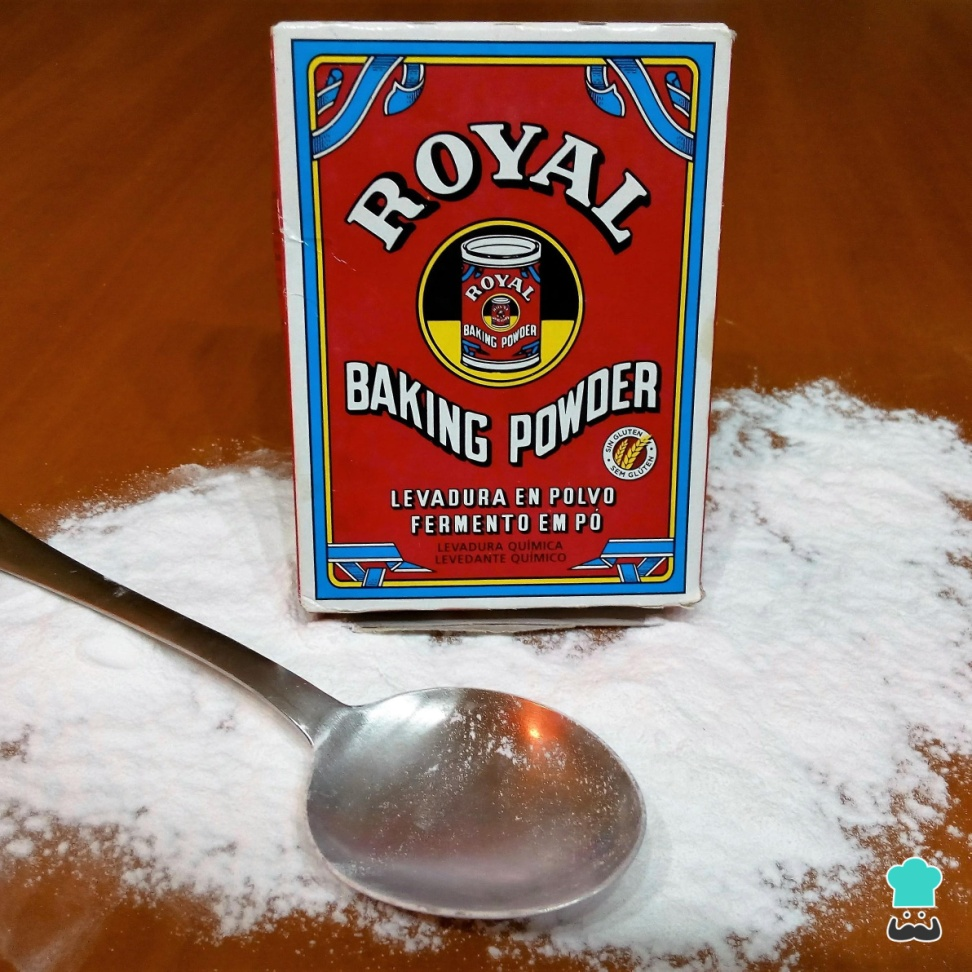 ROYAL
ROYAL
BAKING POWDER
BAKING POWDER
SIN GLUTEN
SEM GLUTEN
LEVADURA EN POLVO
FERMENTO EM PÓ
LEVADURA QUÍMICA
LEVEDANTE QUÍMICO